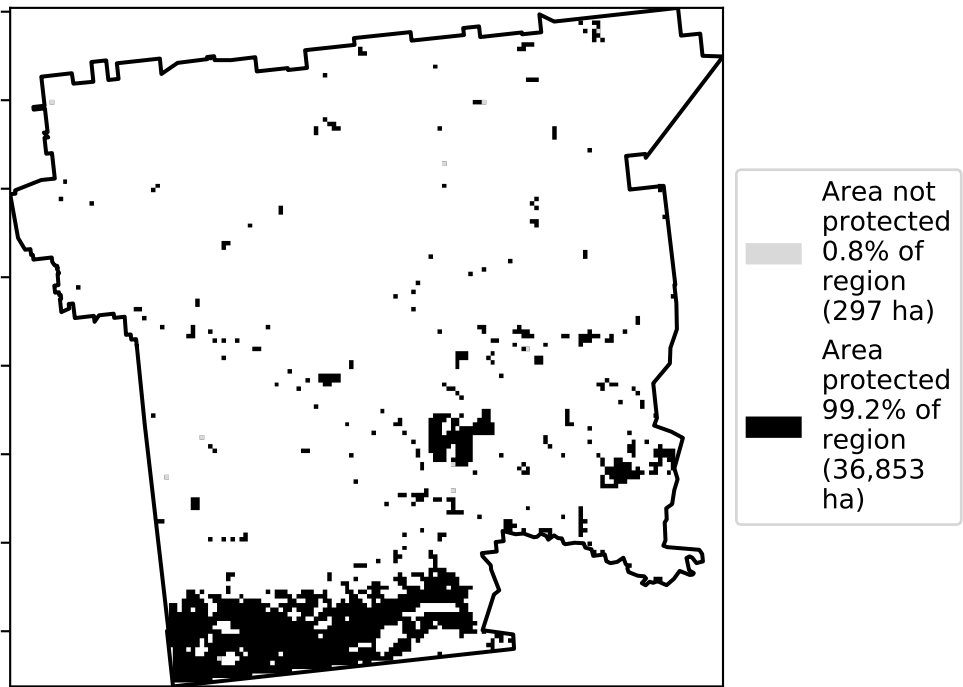 Area not
protected
0.8% of
region
(297 ha)
Area
protected
99.2% of
region
(36,853
ha)